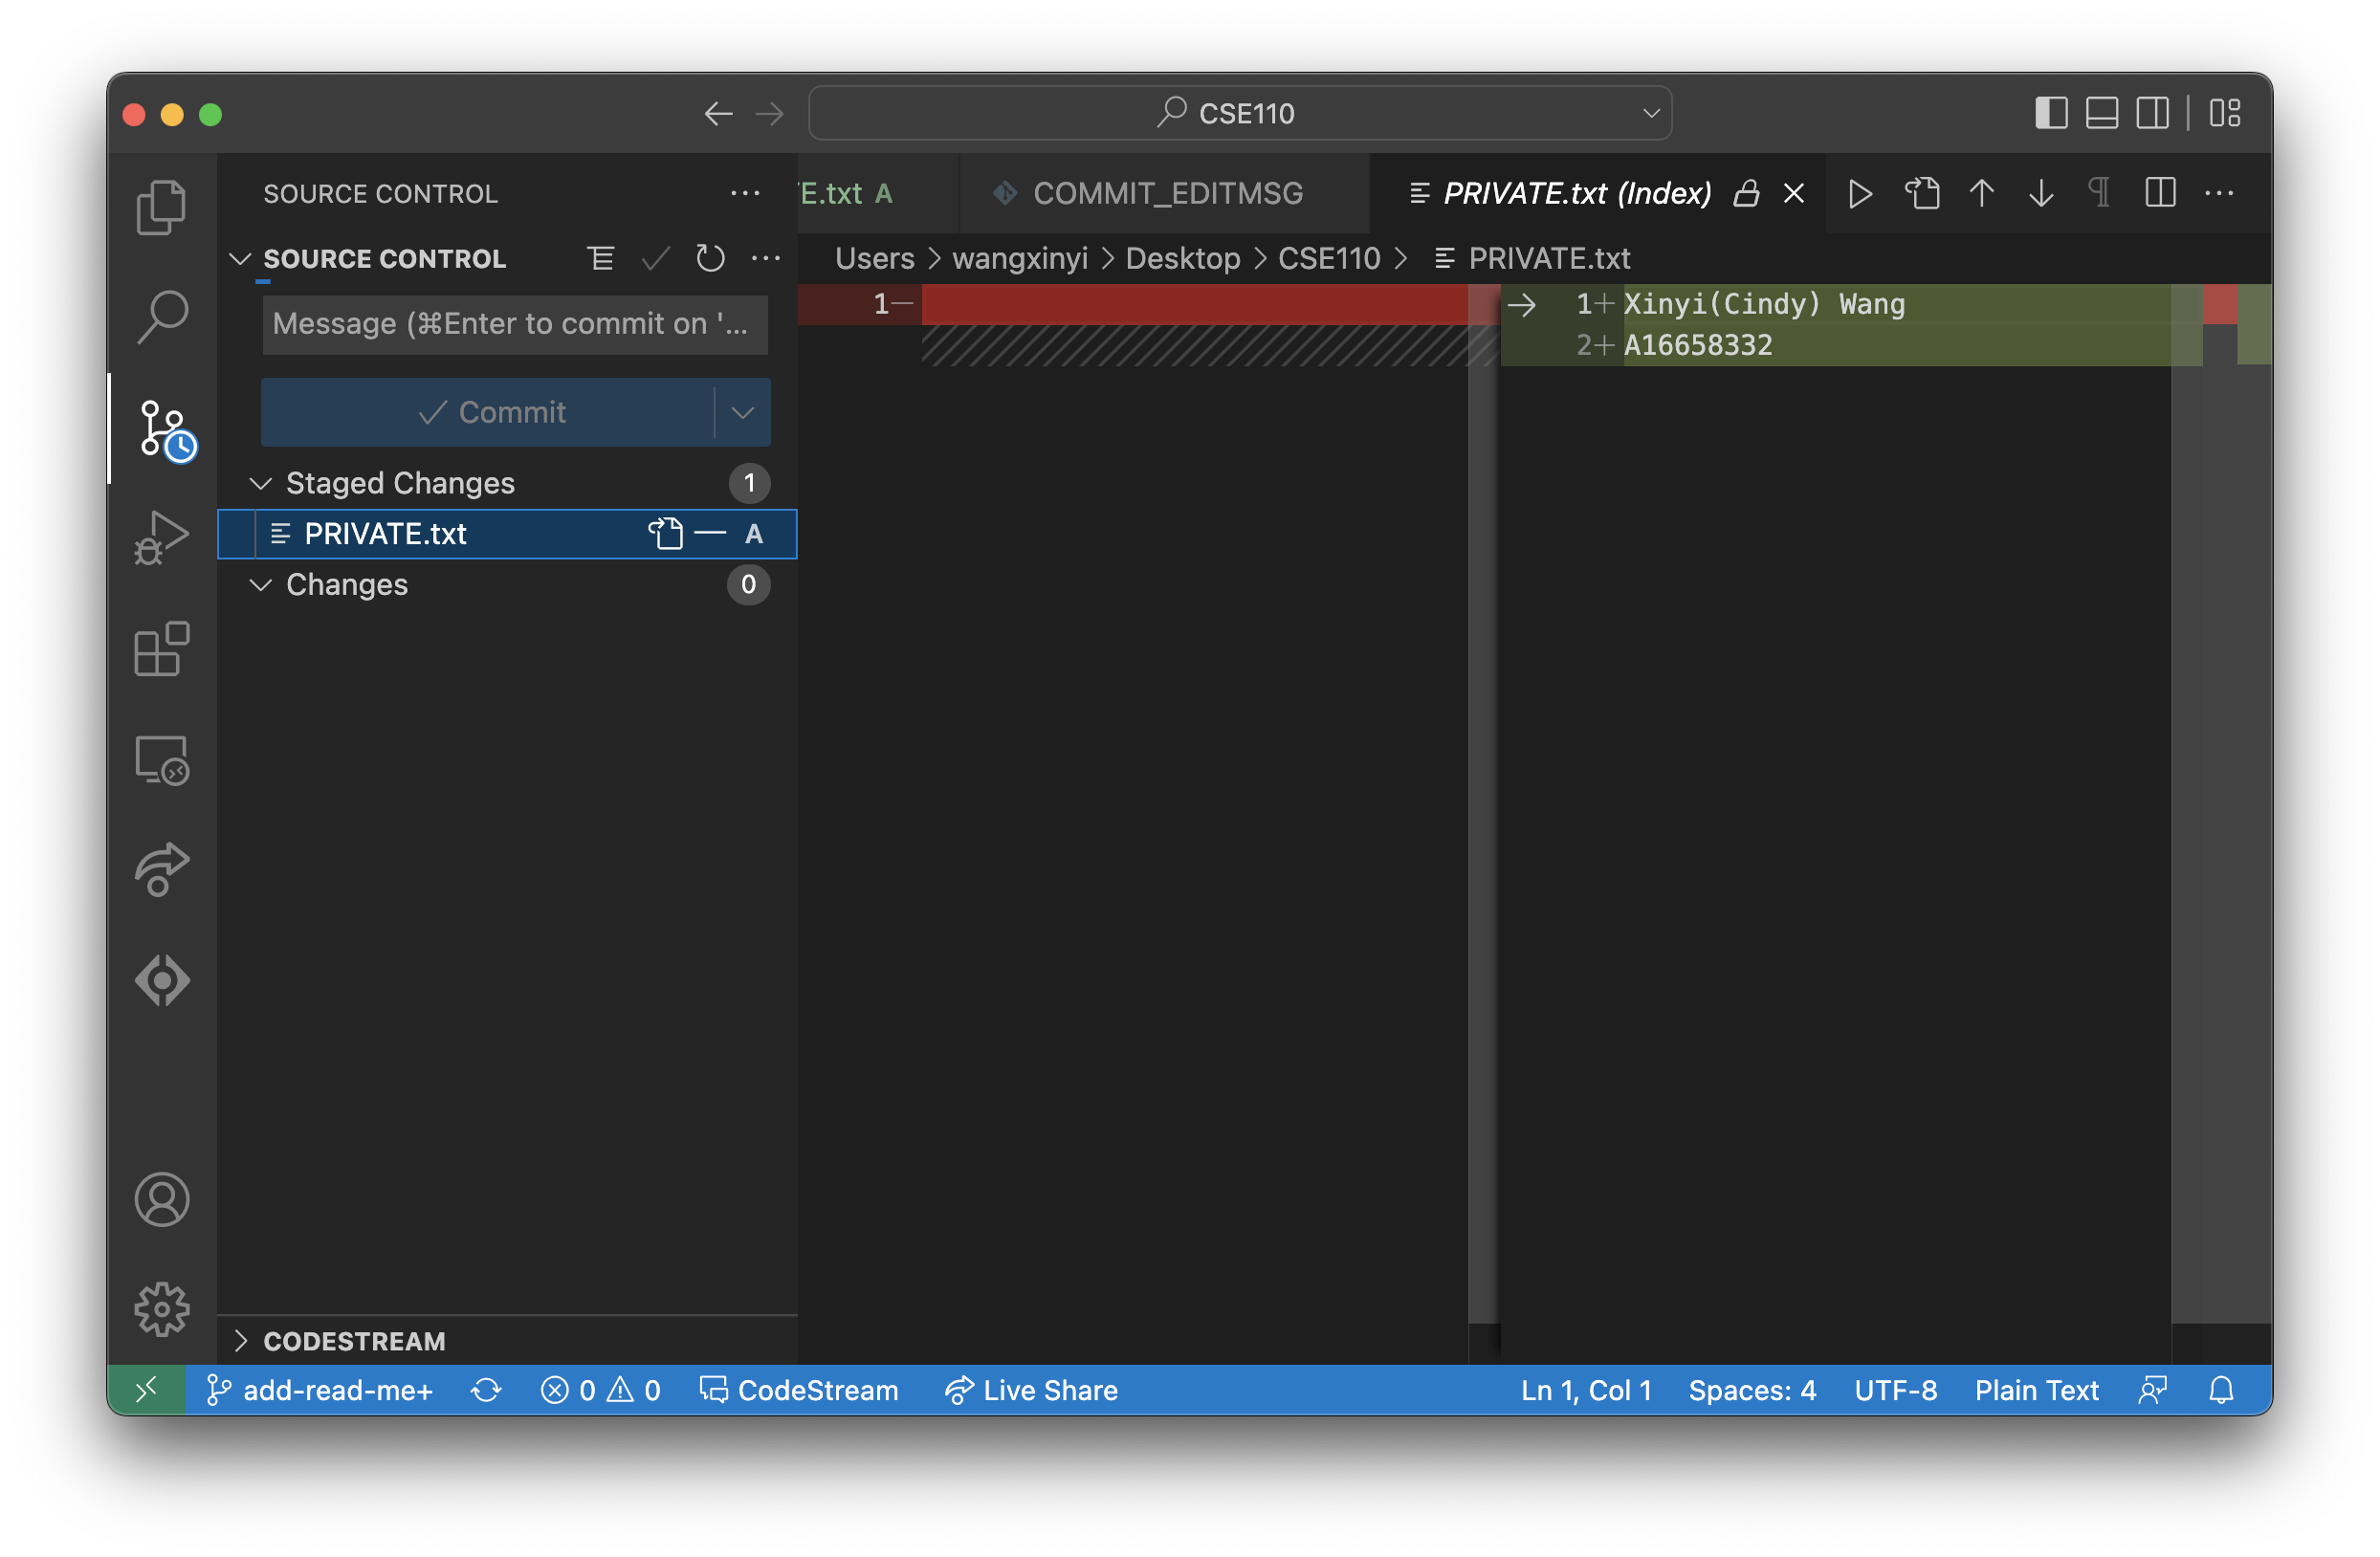 CSE110
SOURCE CONTROL
E.txt A
COMMIT_EDITMSG
PRIVATE.txt (Index)
SOURCE CONTROL
Users > wangxinyi > Desktop > CSE110 > PRIVATE.txt
Message (⌘Enter to commit on '...
1
1+ Xinyi(Cindy) Wang
2+ A16658332
Commit
Staged Changes 1
PRIVATE.txt A
Changes 0
CODESTREAM
add-read-me+ 0 0 CodeStream Live Share Ln 1, Col 1 Spaces: 4 UTF-8 Plain Text